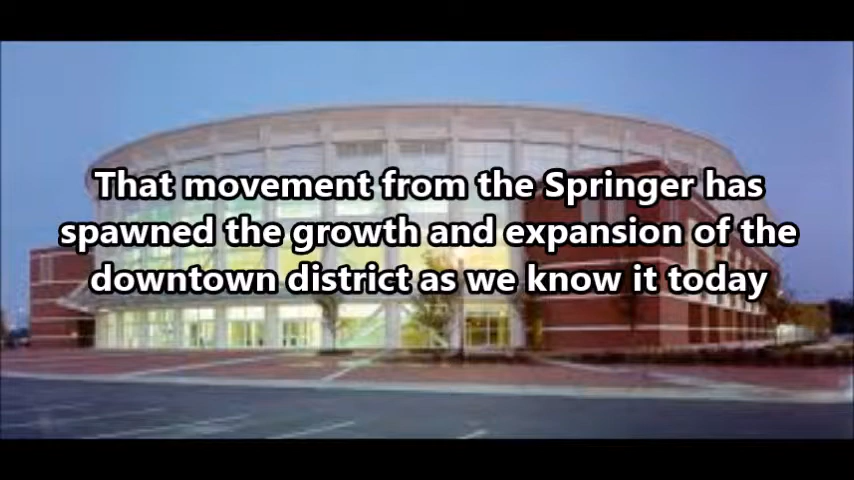 That movement from the Springer has
spawned the growth and expansion of the
downtown district as we know it today